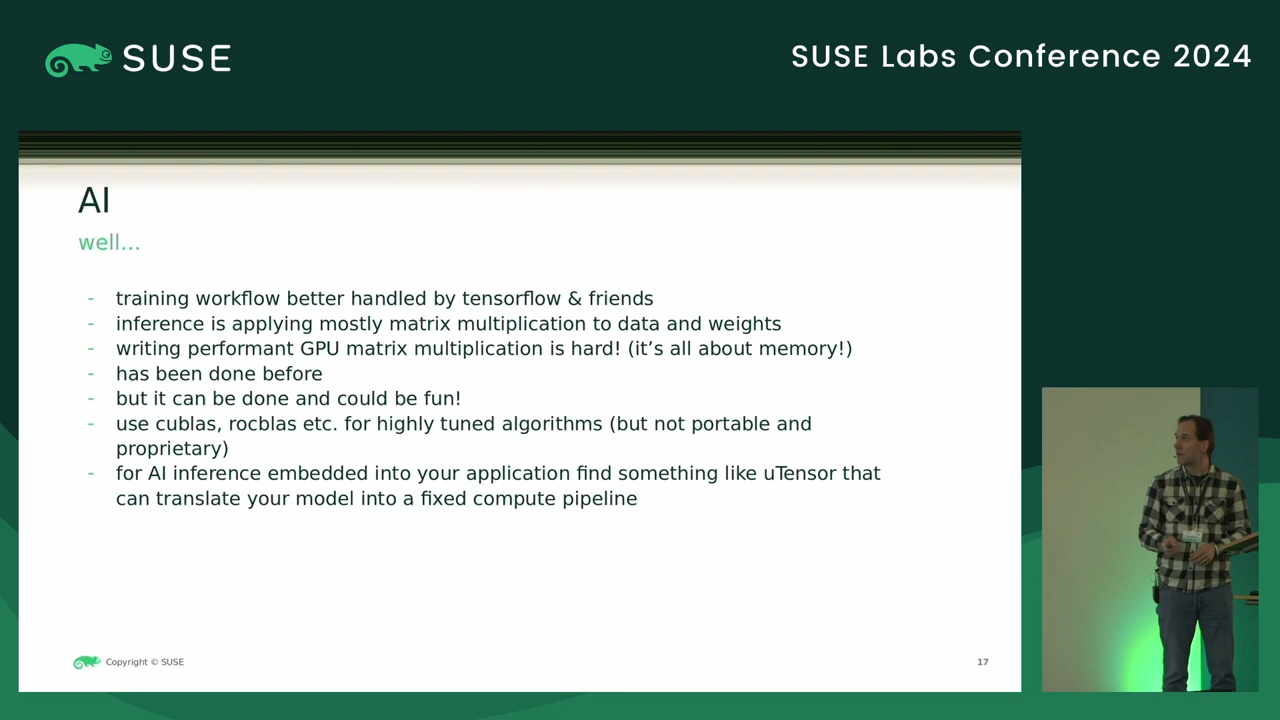 SUSE
SUSE Labs Conference 2024
AI
well...
- training workflow better handled by tensorflow & friends
- inference is applying mostly matrix multiplication to data and weights
- writing performant GPU matrix multiplication is hard! (it's all about memory!)
- has been done before
- but it can be done and could be fun!
- use cublas, rocblas etc. for highly tuned algorithms (but not portable and
proprietary)
- for AI inference embedded into your application find something like uTensor that
can translate your model into a fixed compute pipeline
Copyright © SUSE
17